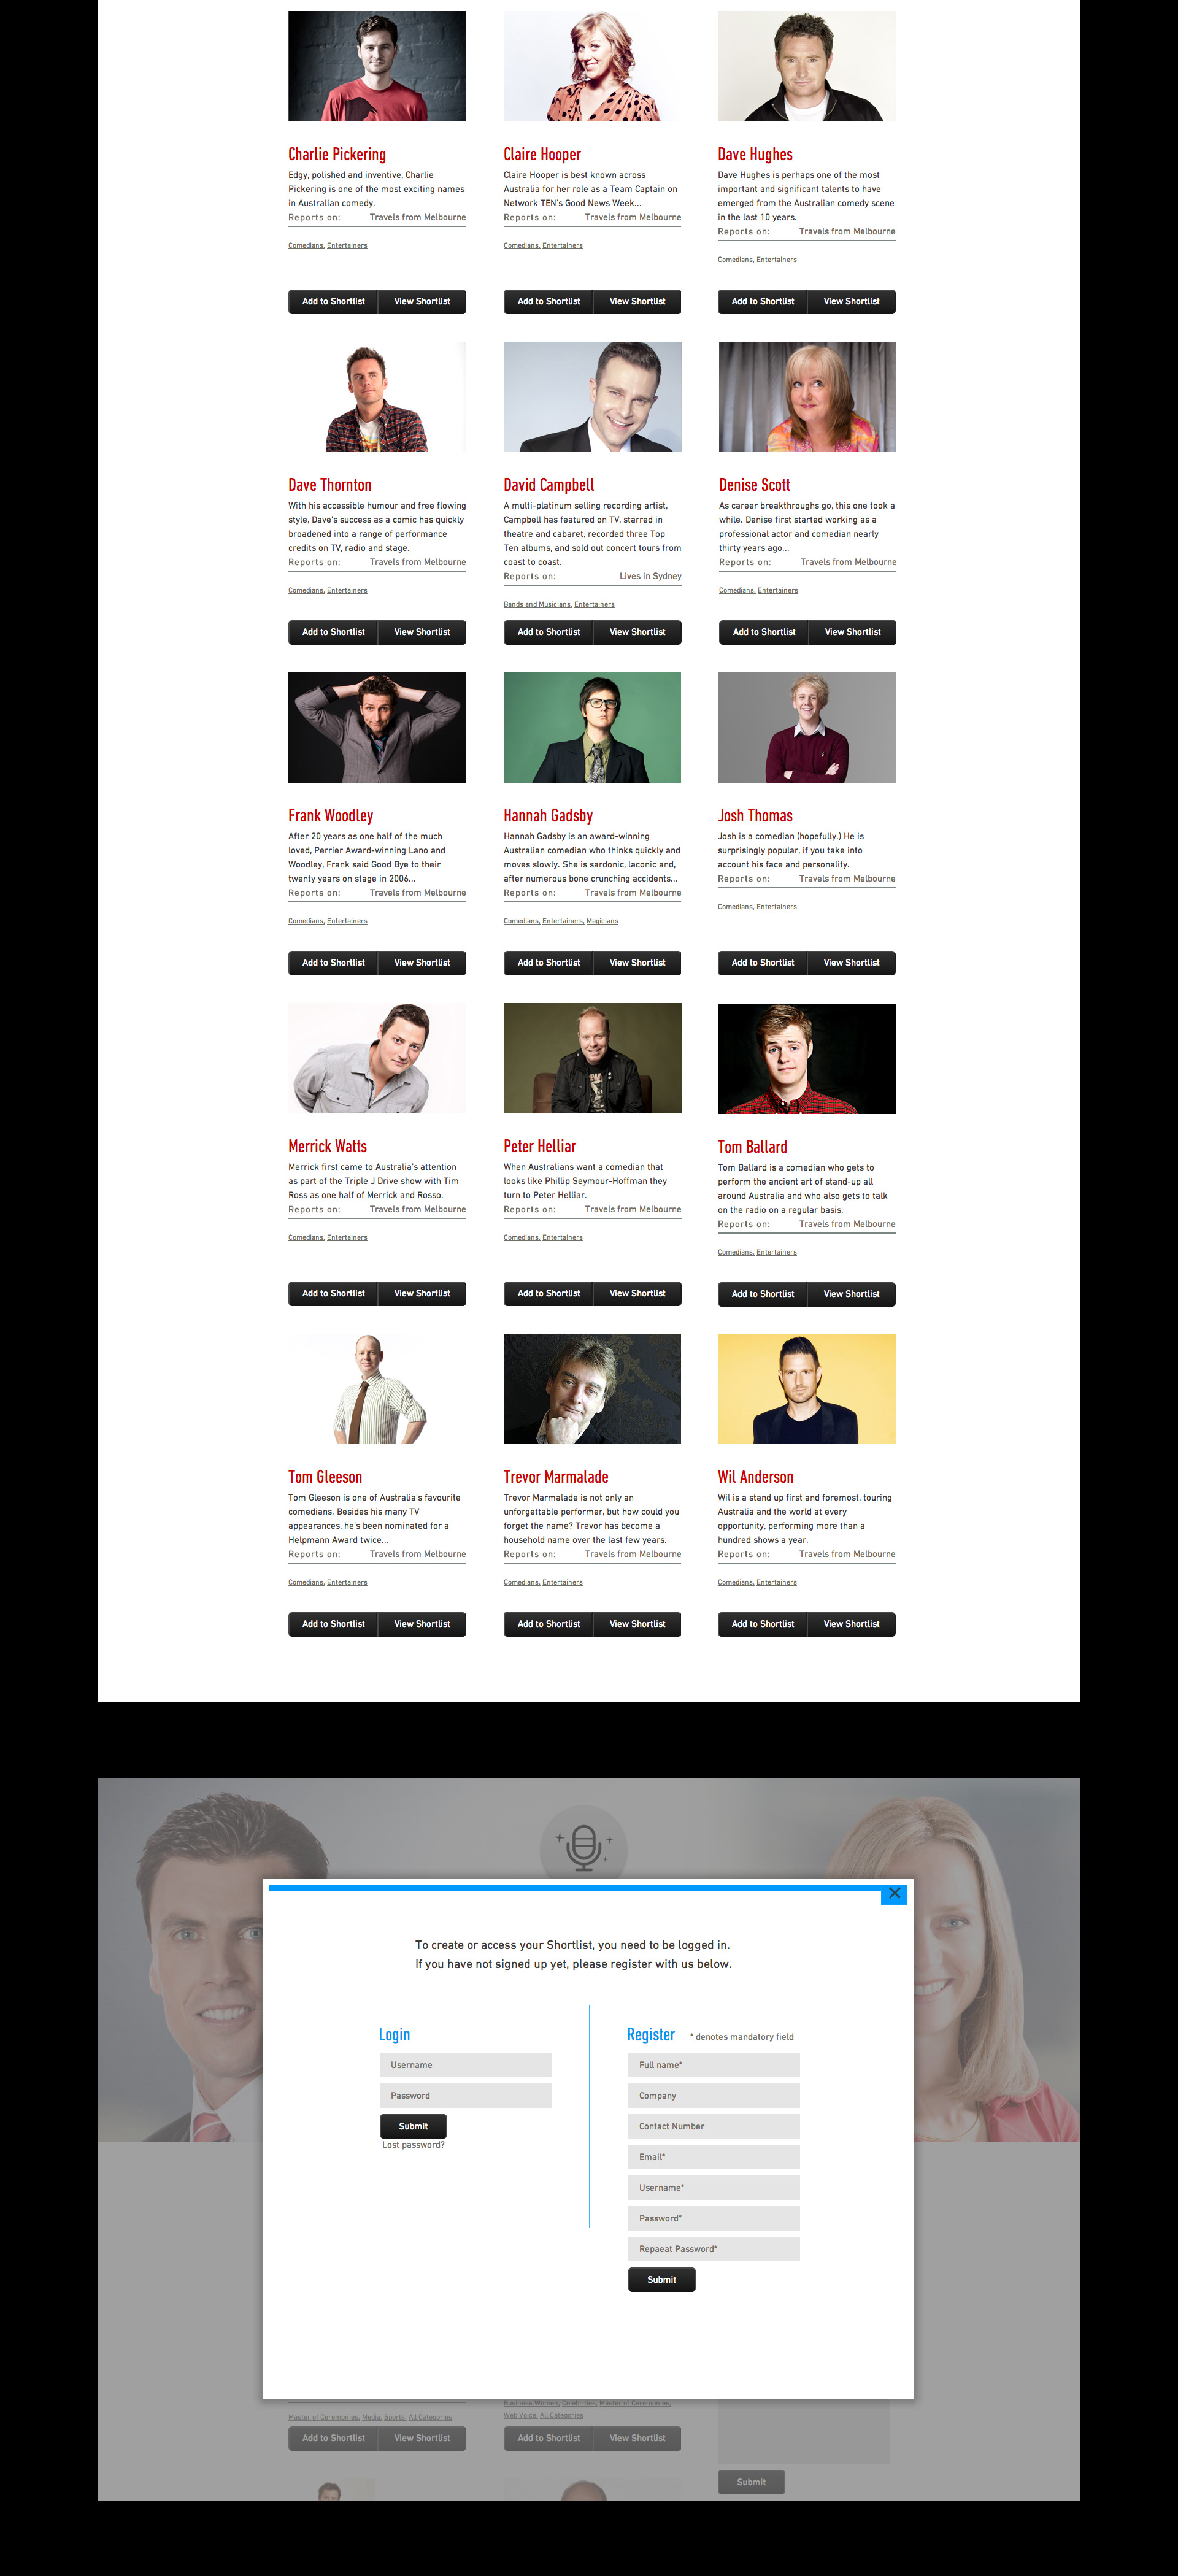 Charlie Pickering
Edgy, polished and inventive, Charlie
Pickering is one of the most exciting names
in Australian comedy.
Reports on: Travels from Melbourne
Comedians, Entertainers
Add to Shortlist View Shortlist
Claire Hooper
Claire Hooper is best known across
Australia for her role as a Team Captain on
Network TEN's Good News Week...
Reports on: Travels from Melbourne
Comedians, Entertainers
Add to Shortlist View Shortlist
Dave Hughes
Dave Hughes is perhaps one of the most
important and significant talents to have
emerged from the Australian comedy scene
in the last 10 years.
Reports on: Travels from Melbourne
Comedians, Entertainers
Add to Shortlist View Shortlist
Dave Thornton
With his accessible humour and free flowing
style, Dave's success as a comic has quickly
broadened into a range of performance
credits on TV, radio and stage.
Reports on: Travels from Melbourne
Comedians, Entertainers
Add to Shortlist View Shortlist
David Campbell
A multi-platinum selling recording artist,
Campbell has featured on TV, starred in
theatre and cabaret, recorded three Top
Ten albums, and sold out concert tours from
coast to coast.
Reports on: Lives in Sydney
Bands and Musicians, Entertainers
Add to Shortlist View Shortlist
Denise Scott
As career breakthroughs go, this one took a
while. Denise first started working as a
professional actor and comedian nearly
thirty years ago...
Reports on: Travels from Melbourne
Comedians, Entertainers
Add to Shortlist View Shortlist
Frank Woodley
After 20 years as one half of the much
loved, Perrier Award-winning Lano and
Woodley, Frank said Good Bye to their
twenty years on stage in 2006...
Reports on: Travels from Melbourne
Comedians, Entertainers
Add to Shortlist View Shortlist
Hannah Gadsby
Hannah Gadsby is an award-winning
Australian comedian who thinks quickly and
moves slowly. She is sardonic, laconic and,
after numerous bone crunching accidents...
Reports on: Travels from Melbourne
Comedians, Entertainers, Magicians
Add to Shortlist View Shortlist
Josh Thomas
Josh is a comedian (hopefully.) He is
surprisingly popular, if you take into
account his face and personality.
Reports on: Travels from Melbourne
Comedians, Entertainers
Add to Shortlist View Shortlist
Merrick Watts
Merrick first came to Australia's attention
as part of the Triple J Drive show with Tim
Ross as one half of Merrick and Rosso.
Reports on: Travels from Melbourne
Comedians, Entertainers
Add to Shortlist View Shortlist
Peter Helliar
When Australians want a comedian that
looks like Phillip Seymour-Hoffman they
turn to Peter Helliar.
Reports on: Travels from Melbourne
Comedians, Entertainers
Add to Shortlist View Shortlist
Tom Ballard
Tom Ballard is a comedian who gets to
perform the ancient art of stand-up all
around Australia and who also gets to talk
on the radio on a regular basis.
Reports on: Travels from Melbourne
Comedians, Entertainers
Add to Shortlist View Shortlist
Tom Gleeson
Tom Gleeson is one of Australia's favourite
comedians. Besides his many TV
appearances, he's been nominated for a
Helpmann Award twice...
Reports on: Travels from Melbourne
Comedians, Entertainers
Add to Shortlist View Shortlist
Trevor Marmalade
Trevor Marmalade is not only an
unforgettable performer, but how could you
forget the name? Trevor has become a
household name over the last few years.
Reports on: Travels from Melbourne
Comedians, Entertainers
Add to Shortlist View Shortlist
Wil Anderson
Wil is a stand up first and foremost, touring
Australia and the world at every
opportunity, performing more than a
hundred shows a year.
Reports on: Travels from Melbourne
Comedians, Entertainers
Add to Shortlist View Shortlist
To create or access your Shortlist, you need to be logged in.
If you have not signed up yet, please register with us below.
Login
Username
Password
Submit
Lost password?
Register * denotes mandatory field
Full name*
Company
Contact Number
Email*
Username*
Password*
Repaeat Password*
Submit
Master of Ceremonies, Media, Sports, All Categories
Add to Shortlist View Shortlist
Business Women, Celebrities, Master of Ceremonies,
Web Voice, All Categories
Add to Shortlist View Shortlist
Submit